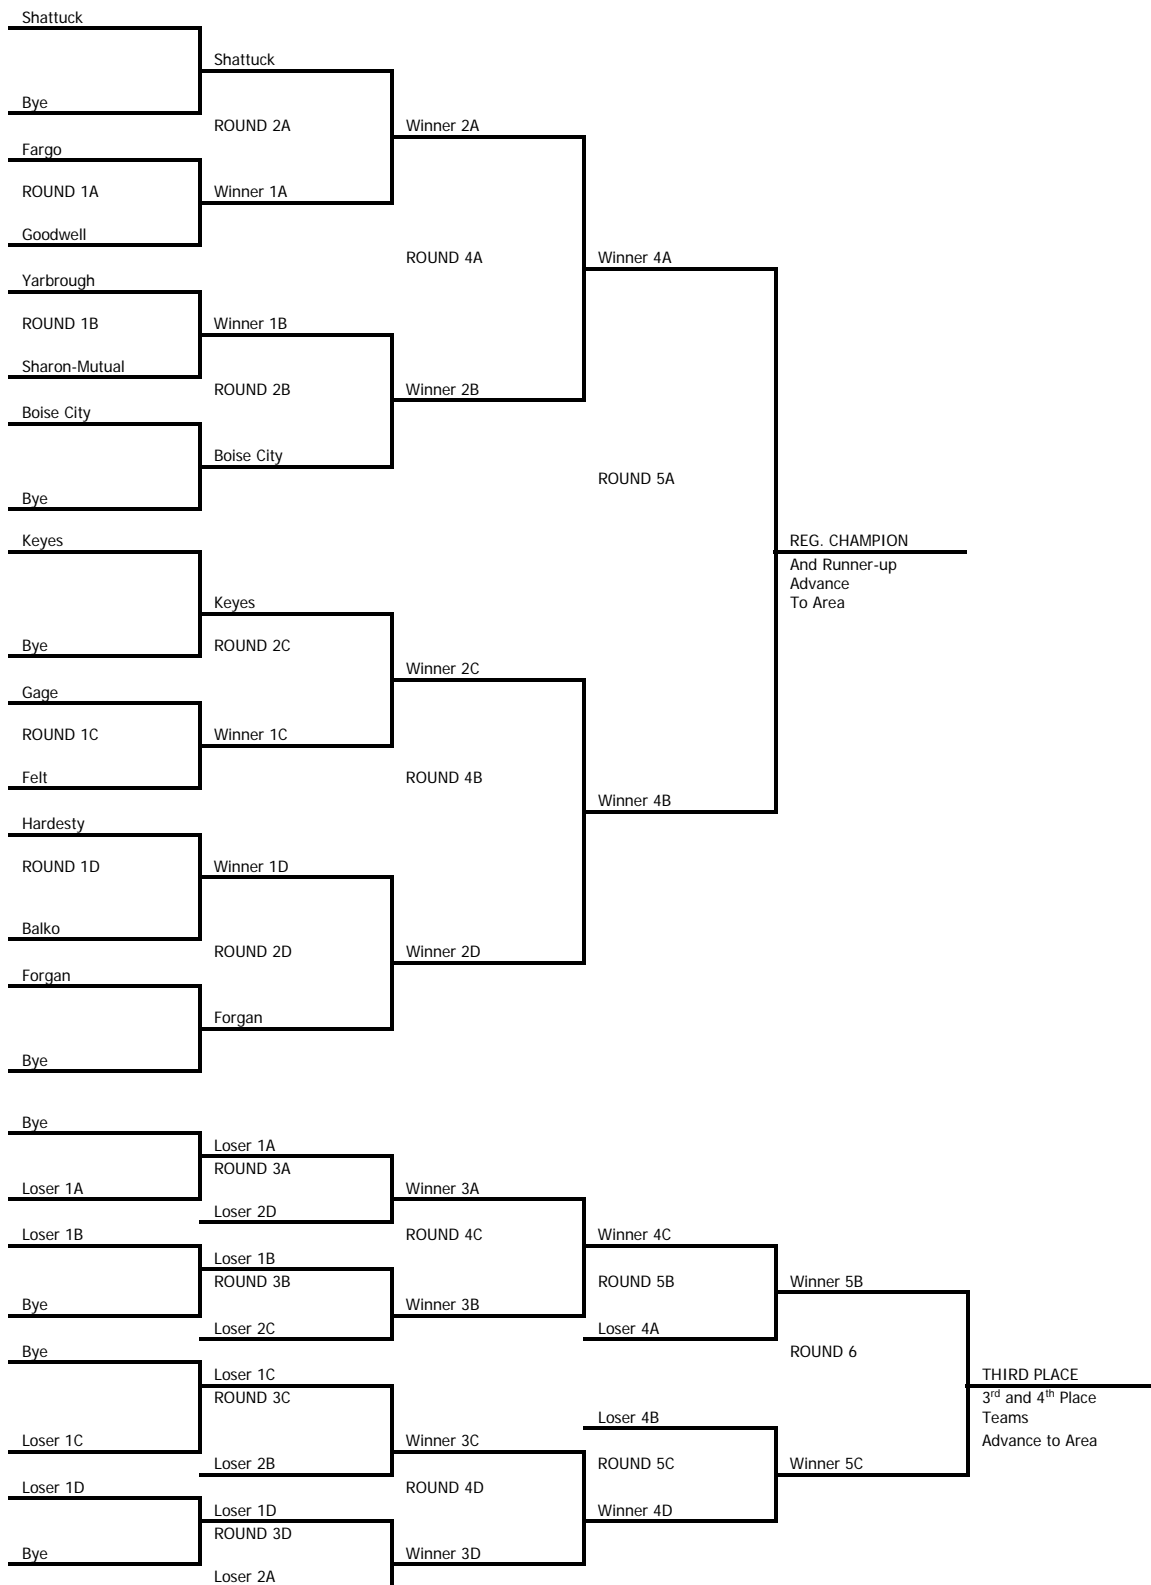 Shattuck
Shattuck
Bye
ROUND 2A
Winner 2A
Fargo
ROUND 1A
Winner 1A
Goodwell
ROUND 4A
Winner 4A
Yarbrough
ROUND 1B
Winner 1B
Sharon-Mutual
ROUND 2B
Winner 2B
Boise City
Boise City
ROUND 5A
Bye
Keyes
REG. CHAMPION
And Runner-up
Advance
To Area
Keyes
Bye
ROUND 2C
Winner 2C
Gage
ROUND 1C
Winner 1C
Felt
ROUND 4B
Winner 4B
Hardesty
ROUND 1D
Winner 1D
Balko
ROUND 2D
Winner 2D
Forgan
Forgan
Bye
Bye
Loser 1A
ROUND 3A
Loser 1A
Winner 3A
Loser 2D
Loser 1B
ROUND 4C
Winner 4C
Loser 1B
ROUND 3B
ROUND 5B
Winner 5B
Bye
Winner 3B
Loser 2C
Loser 4A
Bye
ROUND 6
Loser 1C
THIRD PLACE
ROUND 3C
3rd and 4th Place
Teams
Loser 4B
Loser 1C
Winner 3C
Advance to Area
Loser 2B
ROUND 5C
Winner 5C
Loser 1D
ROUND 4D
Loser 1D
Winner 4D
ROUND 3D
Bye
Winner 3D
Loser 2A